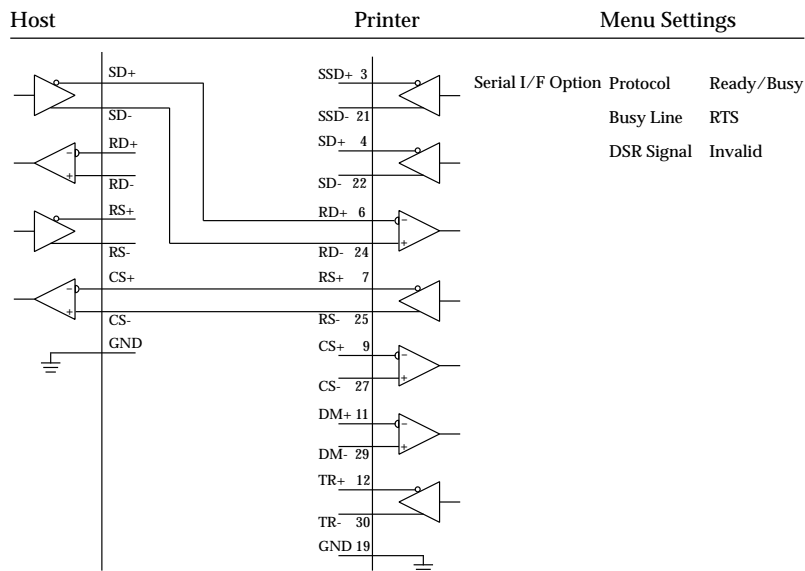 Host Printer Menu Settings
SD+ SSD+ 3 Serial I/F Option Protocol Ready/Busy
SD- SSD- 21 Busy Line RTS
RD+ SD+ 4 DSR Signal Invalid
- +
RD- SD- 22
RS+ RD+ 6
- +
RS- RD- 24
CS+ RS+ 7
- +
CS- RS- 25
GND CS+ 9
- +
CS- 27
DM+ 11
- +
DM- 29
TR+ 12
TR- 30
GND 19